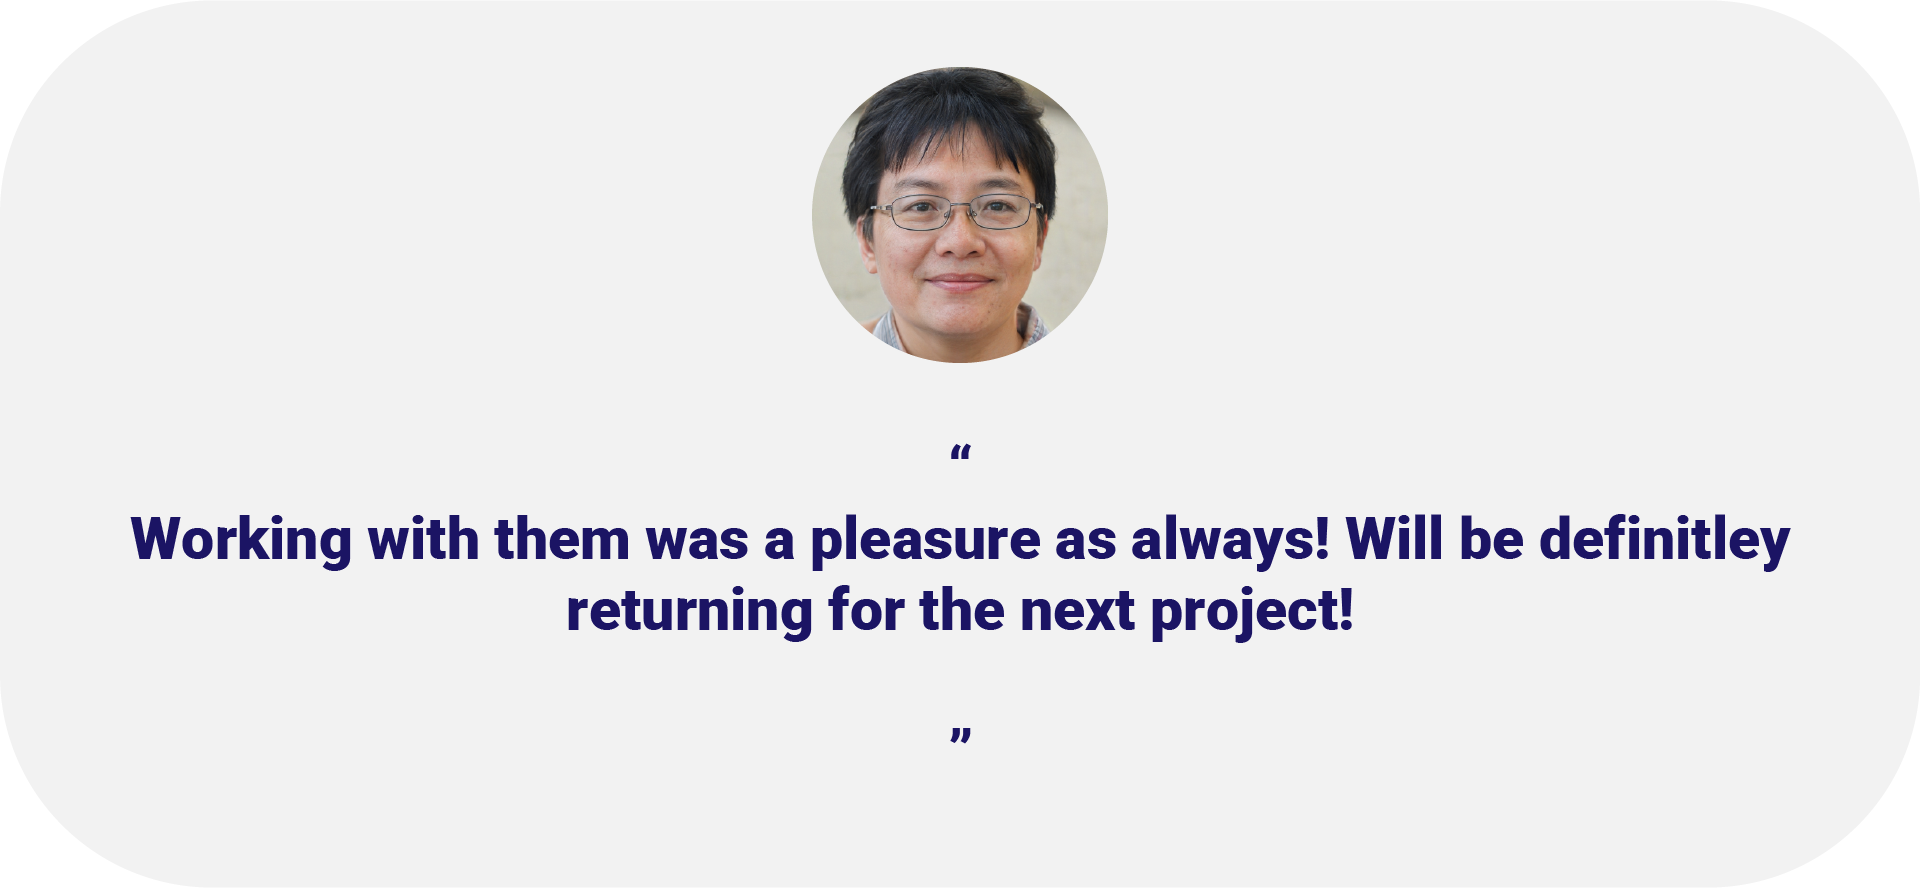 “
Working with them was a pleasure as always! Will be definitley
returning for the next project!
”